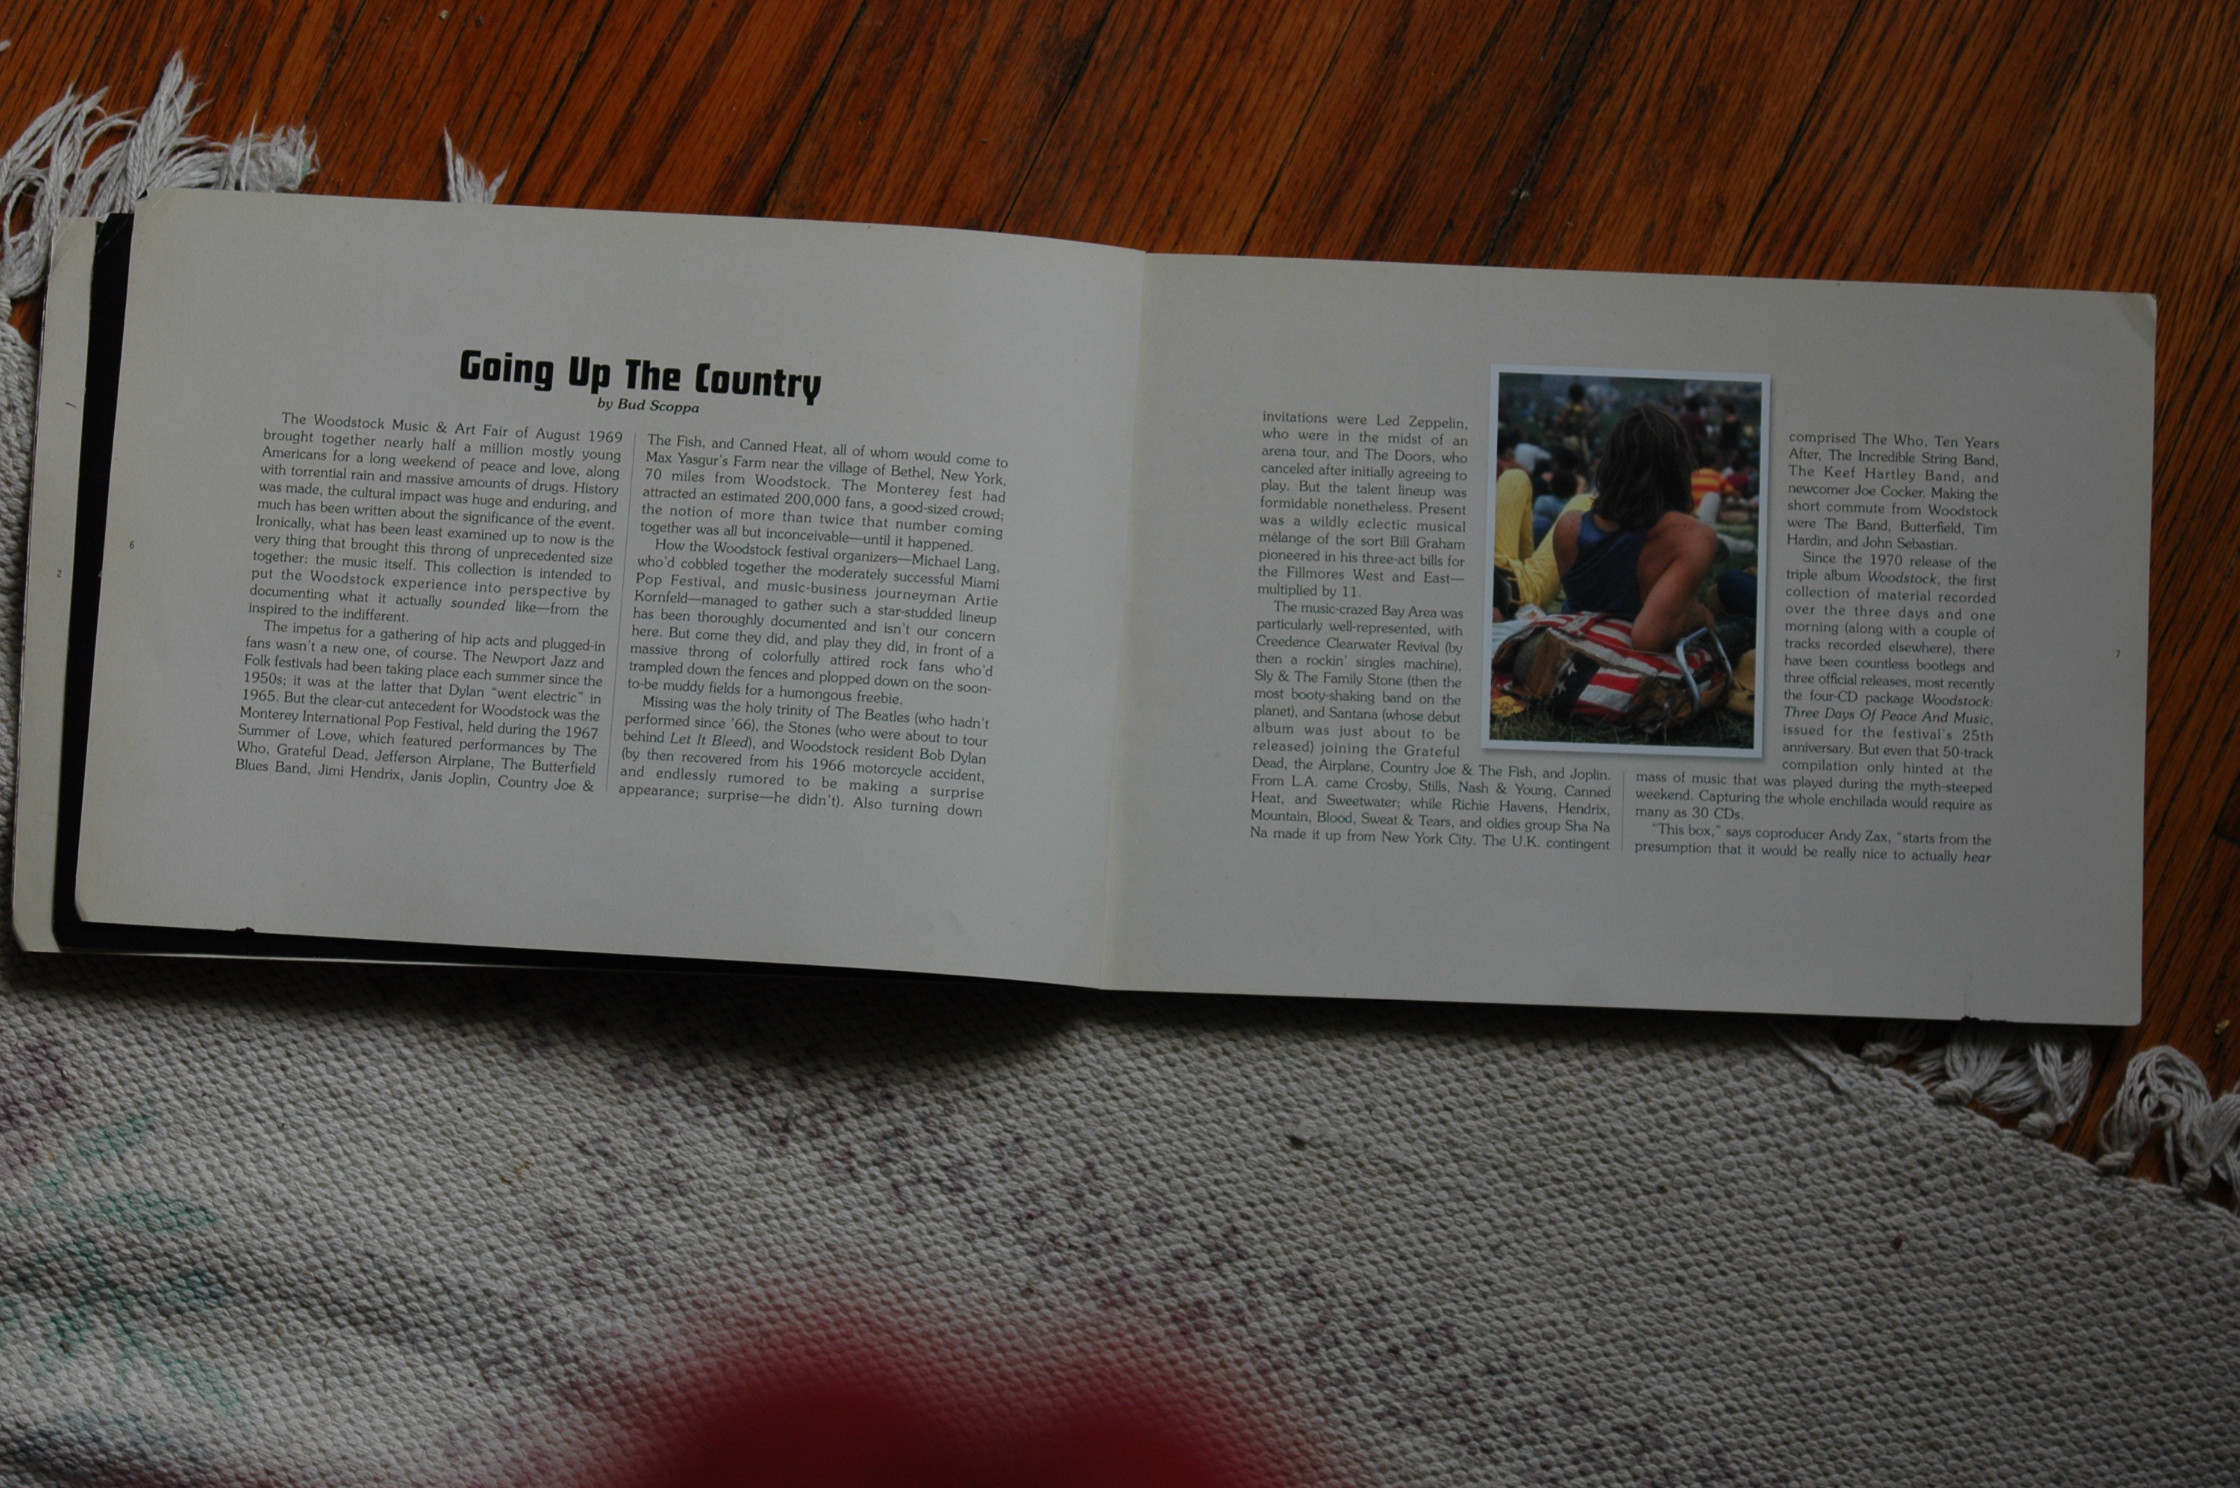 Going Up The Country
by Bud Scoppa
The Woodstock Music & Art Fair of August 1969
brought together nearly half a million mostly young
Americans for a long weekend of peace and love, along
with torrential rain and massive amounts of drugs. History
was made, the cultural impact was huge and enduring, and
much has been written about the significance of the event.
Ironically, what has been least examined up to now is the
very thing that brought this throng of unprecedented size
together: the music itself. This collection is intended to
put the Woodstock experience into perspective by
documenting what it actually sounded like—from the
inspired to the indifferent.
The impetus for a gathering of hip acts and plugged-in
fans wasn't a new one, of course. The Newport Jazz and
Folk festivals had been taking place each summer since the
1950s; it was at the latter that Dylan "went electric" in
1965. But the clear-cut antecedent for Woodstock was the
Monterey International Pop Festival, held during the 1967
Summer of Love, which featured performances by The
Who, Grateful Dead, Jefferson Airplane, The Butterfield
Blues Band, Jimi Hendrix, Janis Joplin, Country Joe &
The Fish, and Canned Heat, all of whom would come to
Max Yasgur's Farm near the village of Bethel, New York,
70 miles from Woodstock. The Monterey fest had
attracted an estimated 200,000 fans, a good-sized crowd;
the notion of more than twice that number coming
together was all but inconceivable—until it happened.
How the Woodstock festival organizers—Michael Lang,
who'd cobbled together the moderately successful Miami
Pop Festival, and music-business journeyman Artie
Kornfeld—managed to gather such a star-studded lineup
has been thoroughly documented and isn't our concern
here. But come they did, and play they did, in front of a
massive throng of colorfully attired rock fans who'd
trampled down the fences and plopped down on the soon-
to-be muddy fields for a humongous freebie.
Missing was the holy trinity of The Beatles (who hadn't
performed since '66), the Stones (who were about to tour
behind Let It Bleed), and Woodstock resident Bob Dylan
(by then recovered from his 1966 motorcycle accident,
and endlessly rumored to be making a surprise
appearance; surprise—he didn't). Also turning down
6
2
invitations were Led Zeppelin,
who were in the midst of an
arena tour, and The Doors, who
canceled after initially agreeing to
play. But the talent lineup was
formidable nonetheless. Present
was a wildly eclectic musical
mélange of the sort Bill Graham
pioneered in his three-act bills for
the Fillmores West and East—
multiplied by 11.
The music-crazed Bay Area was
particularly well-represented, with
Creedence Clearwater Revival (by
then a rockin' singles machine),
Sly & The Family Stone (then the
most booty-shaking band on the
planet), and Santana (whose debut
album was just about to be
released) joining the Grateful
Dead, the Airplane, Country Joe & The Fish, and Joplin.
From L.A. came Crosby, Stills, Nash & Young, Canned
Heat, and Sweetwater; while Richie Havens, Hendrix,
Mountain, Blood, Sweat & Tears, and oldies group Sha Na
Na made it up from New York City. The U.K. contingent
comprised The Who, Ten Years
After, The Incredible String Band,
The Keef Hartley Band, and
newcomer Joe Cocker. Making the
short commute from Woodstock
were The Band, Butterfield, Tim
Hardin, and John Sebastian.
Since the 1970 release of the
triple album Woodstock, the first
collection of material recorded
over the three days and one
morning (along with a couple of
tracks recorded elsewhere), there
have been countless bootlegs and
three official releases, most recently
the four-CD package Woodstock:
Three Days Of Peace And Music,
issued for the festival's 25th
anniversary. But even that 50-track
compilation only hinted at the
mass of music that was played during the myth-steeped
weekend. Capturing the whole enchilada would require as
many as 30 CDs.
"This box," says coproducer Andy Zax, "starts from the
presumption that it would be really nice to actually hear
7